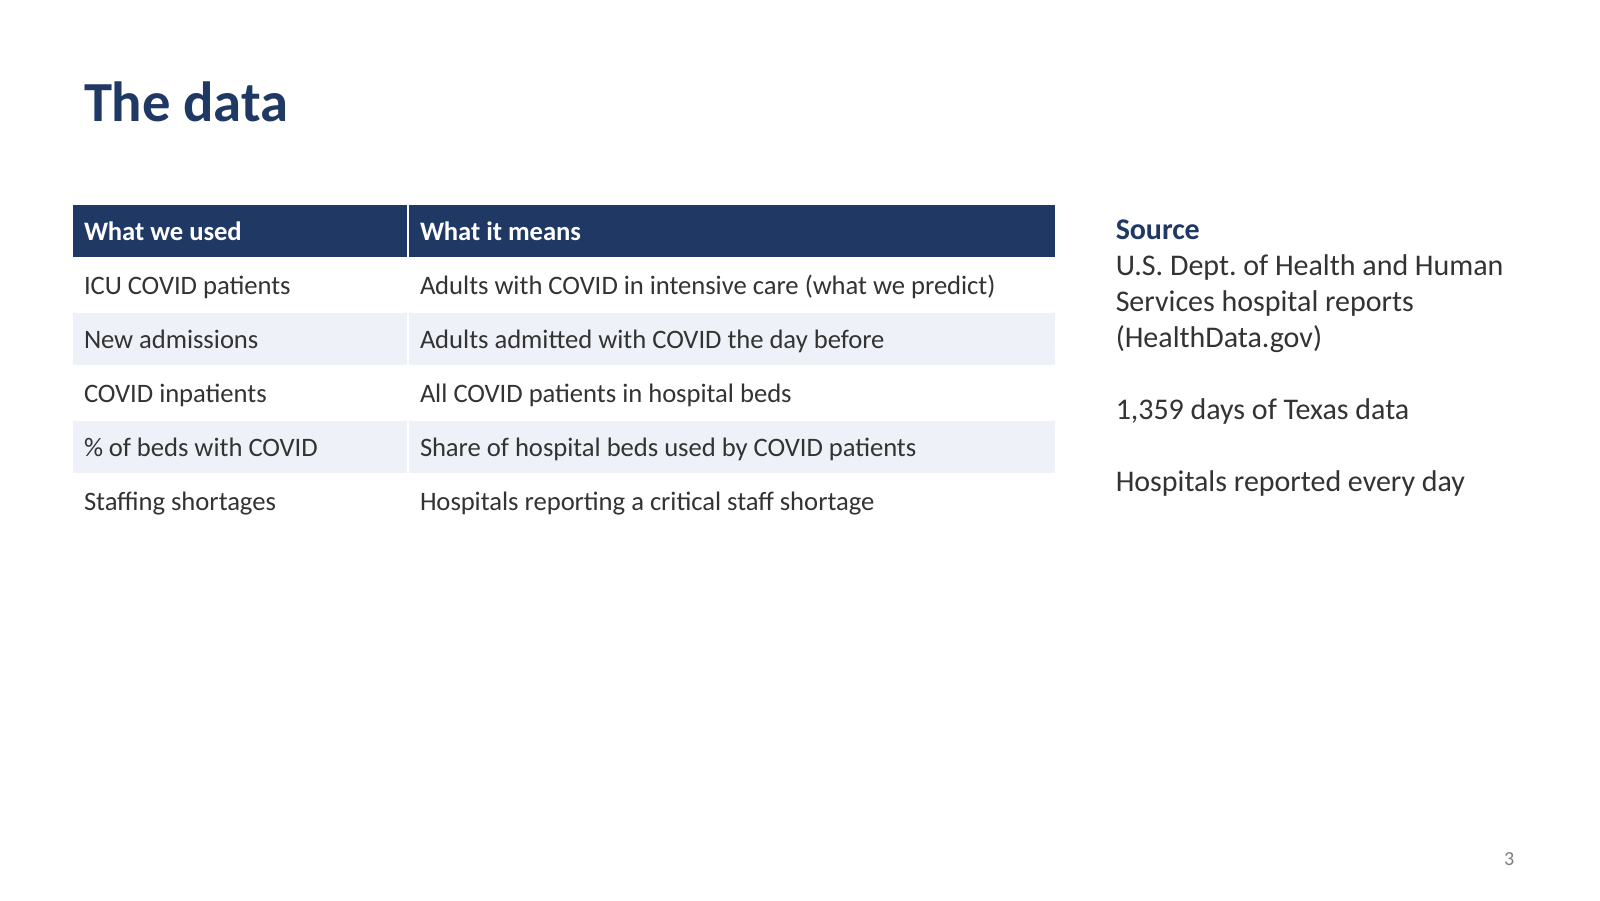 The data
What we used What it means
ICU COVID patients Adults with COVID in intensive care (what we predict)
New admissions Adults admitted with COVID the day before
COVID inpatients All COVID patients in hospital beds
% of beds with COVID Share of hospital beds used by COVID patients
Staffing shortages Hospitals reporting a critical staff shortage
Source
U.S. Dept. of Health and Human
Services hospital reports
(HealthData.gov)
1,359 days of Texas data
Hospitals reported every day
3